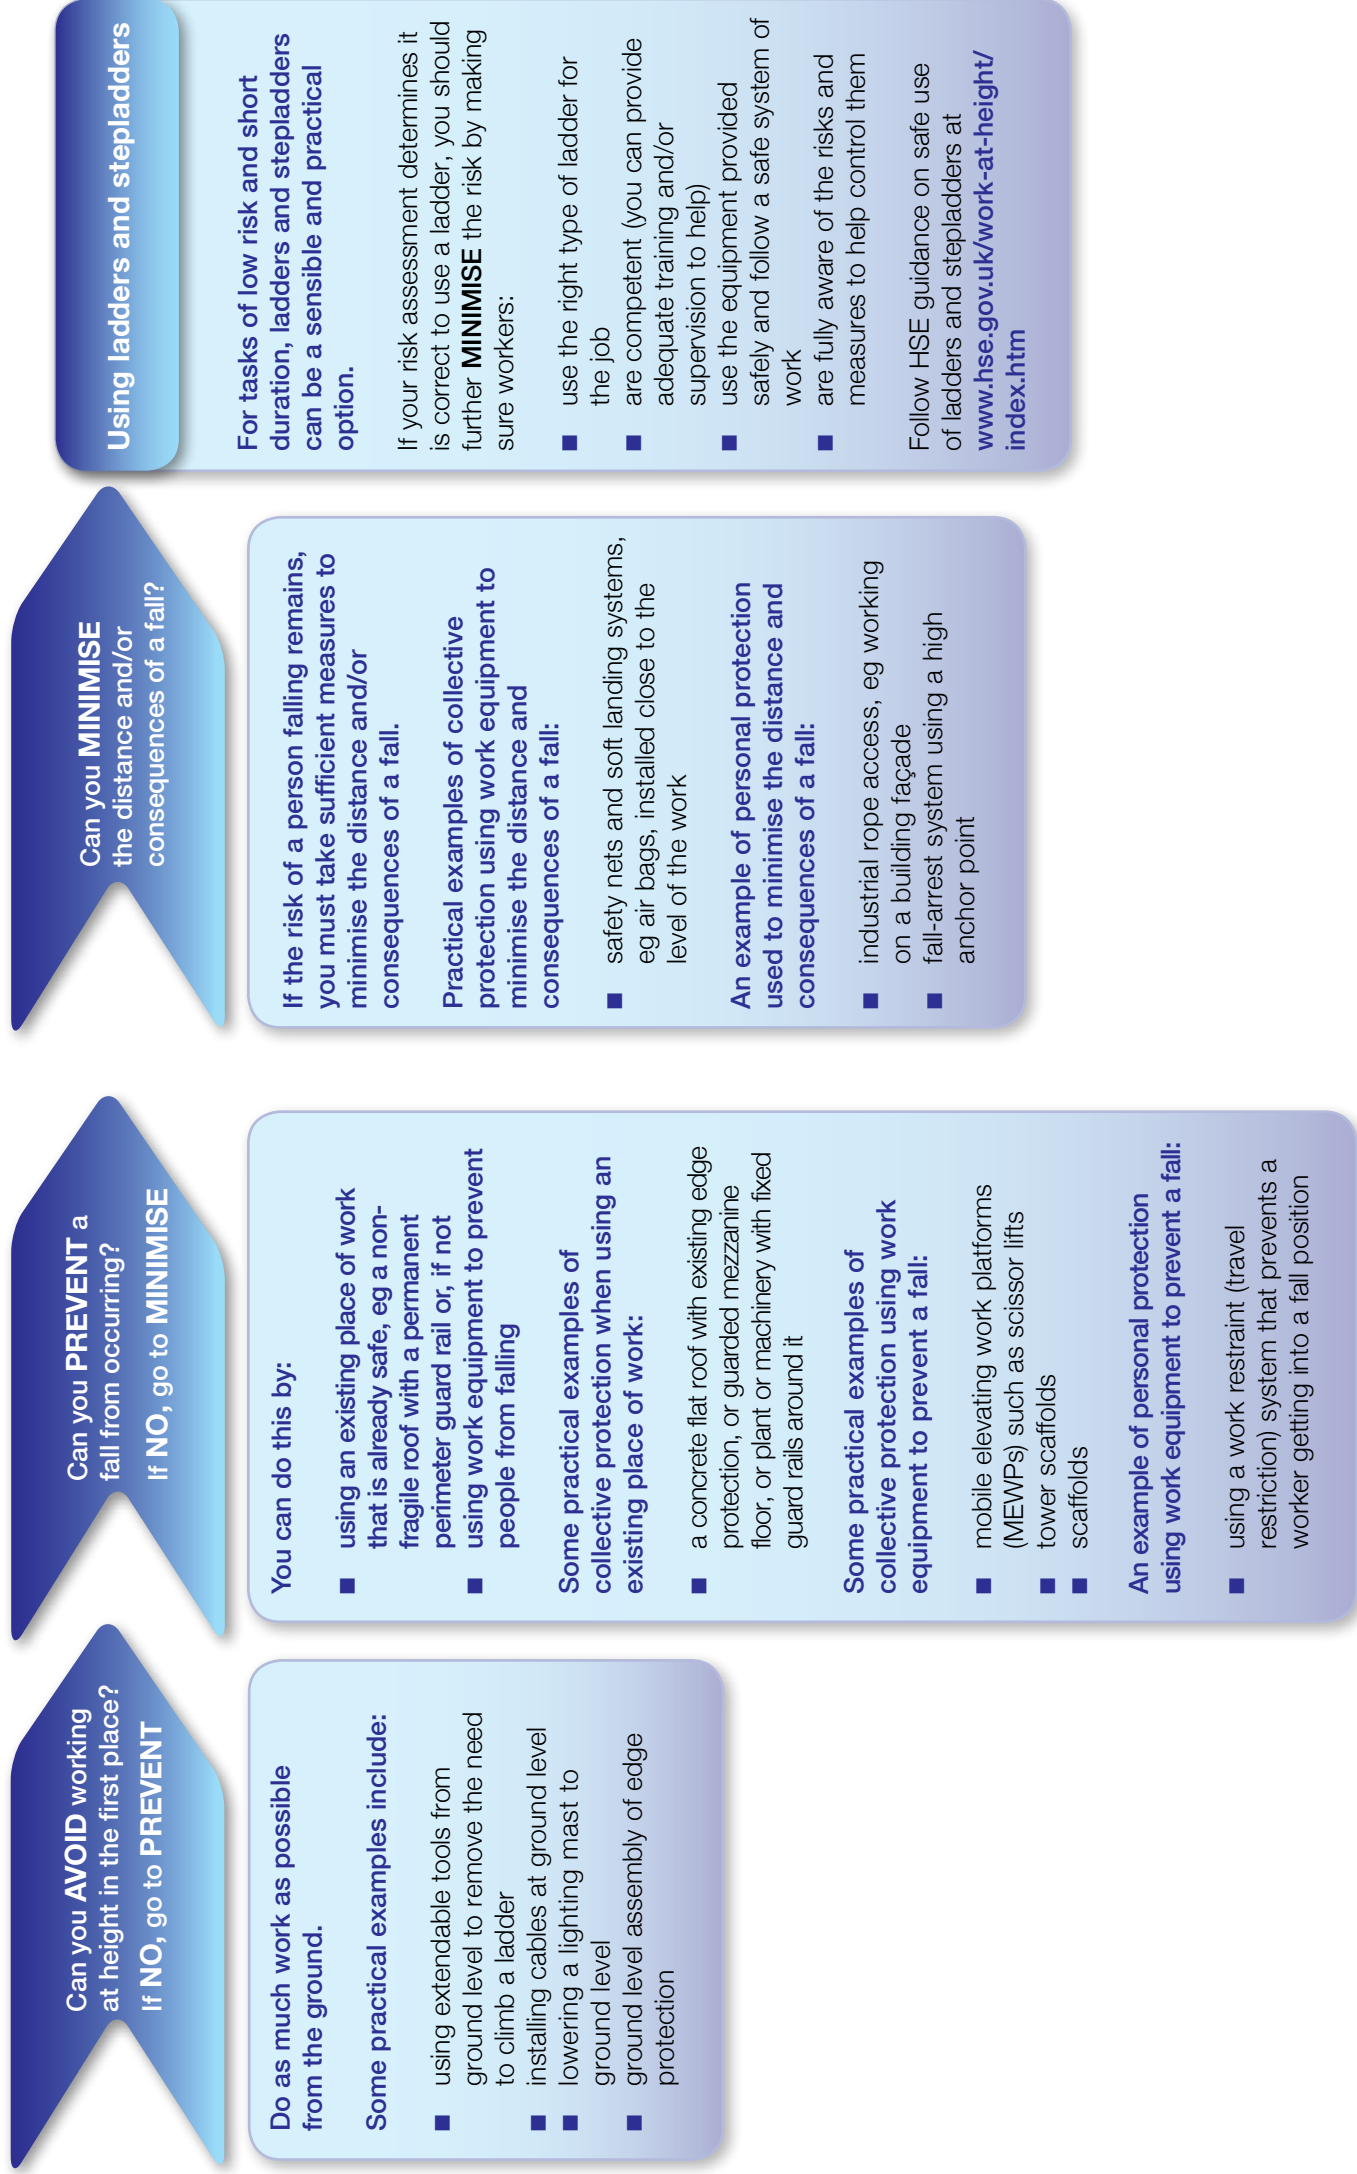 Can you AVOID working
at height in the first place?
If NO, go to PREVENT
Do as much work as possible
from the ground.
Some practical examples include:
■ using extendable tools from
ground level to remove the need
to climb a ladder
■ installing cables at ground level
■ lowering a lighting mast to
ground level
■ ground level assembly of edge
protection
Can you PREVENT a
fall from occurring?
If NO, go to MINIMISE
You can do this by:
■ using an existing place of work
that is already safe, eg a non-
fragile roof with a permanent
perimeter guard rail or, if not
■ using work equipment to prevent
people from falling
Some practical examples of
collective protection when using an
existing place of work:
■ a concrete flat roof with existing edge
protection, or guarded mezzanine
floor, or plant or machinery with fixed
guard rails around it
Some practical examples of
collective protection using work
equipment to prevent a fall:
■ mobile elevating work platforms
(MEWPs) such as scissor lifts
■ tower scaffolds
■ scaffolds
An example of personal protection
using work equipment to prevent a fall:
■ using a work restraint (travel
restriction) system that prevents a
worker getting into a fall position
Can you MINIMISE
the distance and/or
consequences of a fall?
If the risk of a person falling remains,
you must take sufficient measures to
minimise the distance and/or
consequences of a fall.
Practical examples of collective
protection using work equipment to
minimise the distance and
consequences of a fall:
■ safety nets and soft landing systems,
eg air bags, installed close to the
level of the work
An example of personal protection
used to minimise the distance and
consequences of a fall:
■ industrial rope access, eg working
on a building façade
■ fall-arrest system using a high
anchor point
Using ladders and stepladders
For tasks of low risk and short
duration, ladders and stepladders
can be a sensible and practical
option.
If your risk assessment determines it
is correct to use a ladder, you should
further MINIMISE the risk by making
sure workers:
■ use the right type of ladder for
the job
■ are competent (you can provide
adequate training and/or
supervision to help)
■ use the equipment provided
safely and follow a safe system of
work
■ are fully aware of the risks and
measures to help control them
Follow HSE guidance on safe use
of ladders and stepladders at
www.hse.gov.uk/work-at-height/
index.htm